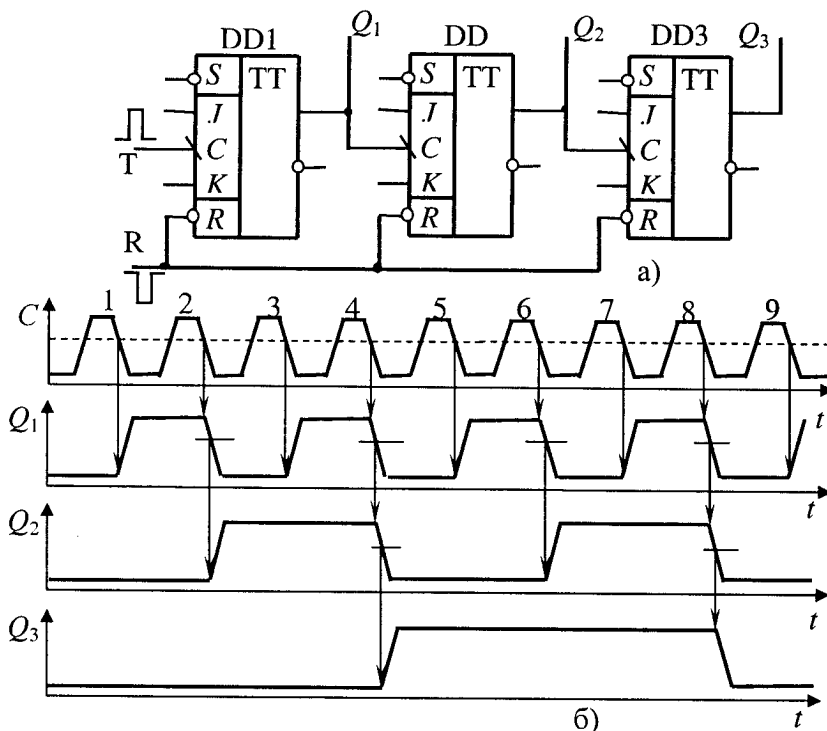 DD1 Q1 DD Q2 DD3 Q3
S TT S TT S TT
J J J
T C C C
K K K
R R R R
а)
C 1 2 3 4 5 6 7 8 9
t
Q1
t
Q2
t
Q3
t
б)